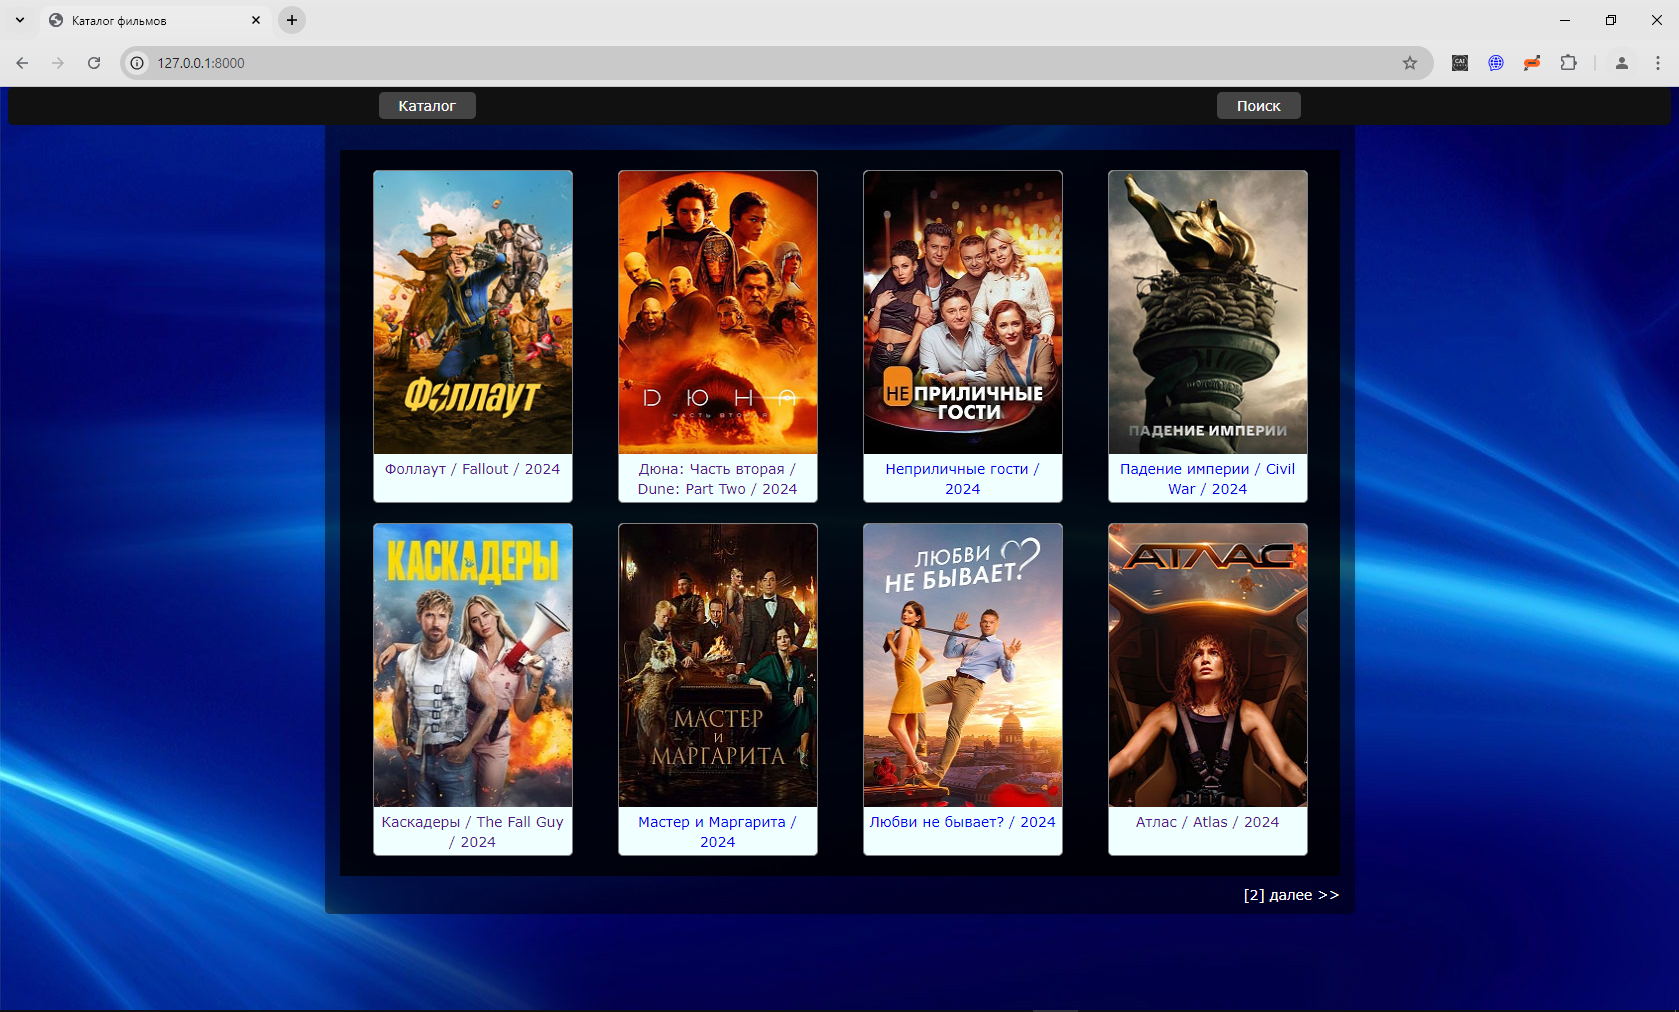 Каталог фильмов
127.0.0.1:8000
Каталог
Поиск
Фоллаут
ДЮНА
ЧАСТЬ ВТОРАЯ
НЕПРИЛИЧНЫЕ
ГОСТИ
ПАДЕНИЕ ИМПЕРИИ
Фоллаут / Fallout / 2024
Дюна: Часть вторая /
Dune: Part Two / 2024
Неприличные гости /
2024
Падение империи / Civil
War / 2024
КАСКАДЕРЫ
МАСТЕР
И
МАРГАРИТА
ЛЮБВИ
НЕ БЫВАЕТ?
АТЛАС
Каскадеры / The Fall Guy
/ 2024
Мастер и Маргарита /
2024
Любви не бывает? / 2024
Атлас / Atlas / 2024
[2] далее >>